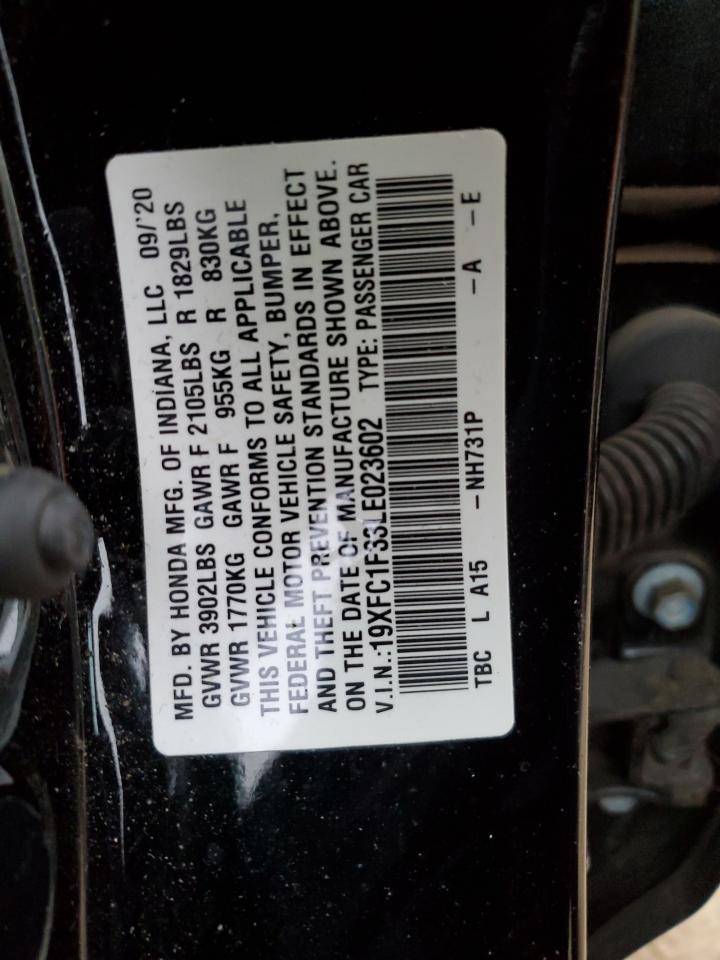 MFD. BY HONDA MFG. OF INDIANA, LLC 09/'20
GVWR 3902LBS GAWR F 2105LBS R 1829LBS
GVWR 1770KG GAWR F 955KG R 830KG
THIS VEHICLE CONFORMS TO ALL APPLICABLE
FEDERAL MOTOR VEHICLE SAFETY, BUMPER,
AND THEFT PREVENTION STANDARDS IN EFFECT
ON THE DATE OF MANUFACTURE SHOWN ABOVE.
V.I.N.:19XFC1F33LE023602 TYPE: PASSENGER CAR
TBC L A15 -NH731P -A -E